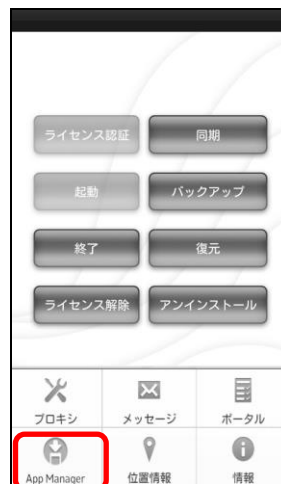 ライセンス認証 同期
起動 バックアップ
終了 復元
ライセンス解除 アンインストール
プロキシ メッセージ ポータル
App Manager 位置情報 情報